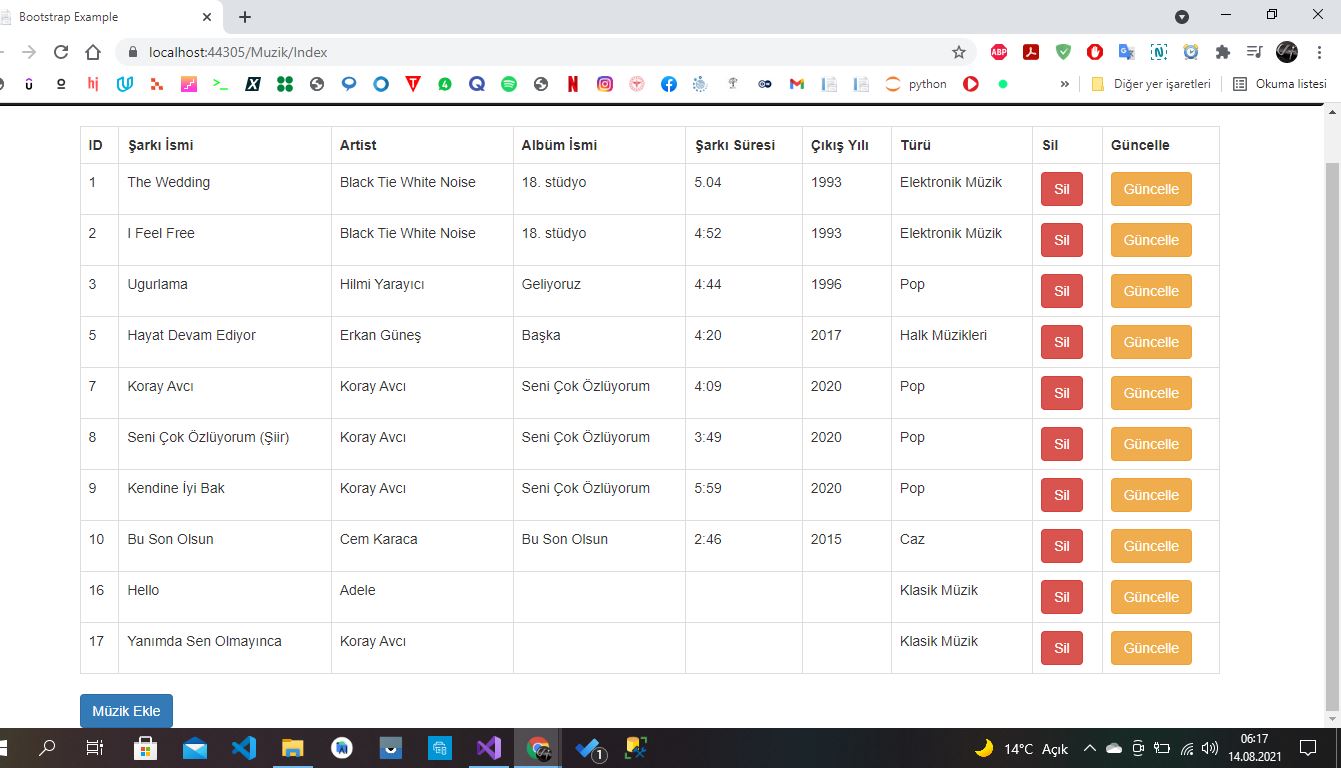 Bootstrap Example
localhost:44305/Muzik/Index
ABP
hj
python
Diğer yer işaretleri
Okuma listesi
ID Şarkı İsmi Artist Albüm İsmi Şarkı Süresi Çıkış Yılı Türü Sil Güncelle
1 The Wedding Black Tie White Noise 18. stüdyo 5.04 1993 Elektronik Müzik Sil Güncelle
2 I Feel Free Black Tie White Noise 18. stüdyo 4:52 1993 Elektronik Müzik Sil Güncelle
3 Ugurlama Hilmi Yarayıcı Geliyoruz 4:44 1996 Pop Sil Güncelle
5 Hayat Devam Ediyor Erkan Güneş Başka 4:20 2017 Halk Müzikleri Sil Güncelle
7 Koray Avcı Koray Avcı Seni Çok Özlüyorum 4:09 2020 Pop Sil Güncelle
8 Seni Çok Özlüyorum (Şiir) Koray Avcı Seni Çok Özlüyorum 3:49 2020 Pop Sil Güncelle
9 Kendine İyi Bak Koray Avcı Seni Çok Özlüyorum 5:59 2020 Pop Sil Güncelle
10 Bu Son Olsun Cem Karaca Bu Son Olsun 2:46 2015 Caz Sil Güncelle
16 Hello Adele Klasik Müzik Sil Güncelle
17 Yanımda Sen Olmayınca Koray Avcı Klasik Müzik Sil Güncelle
Müzik Ekle
1
14°C Açık
06:17
14.08.2021